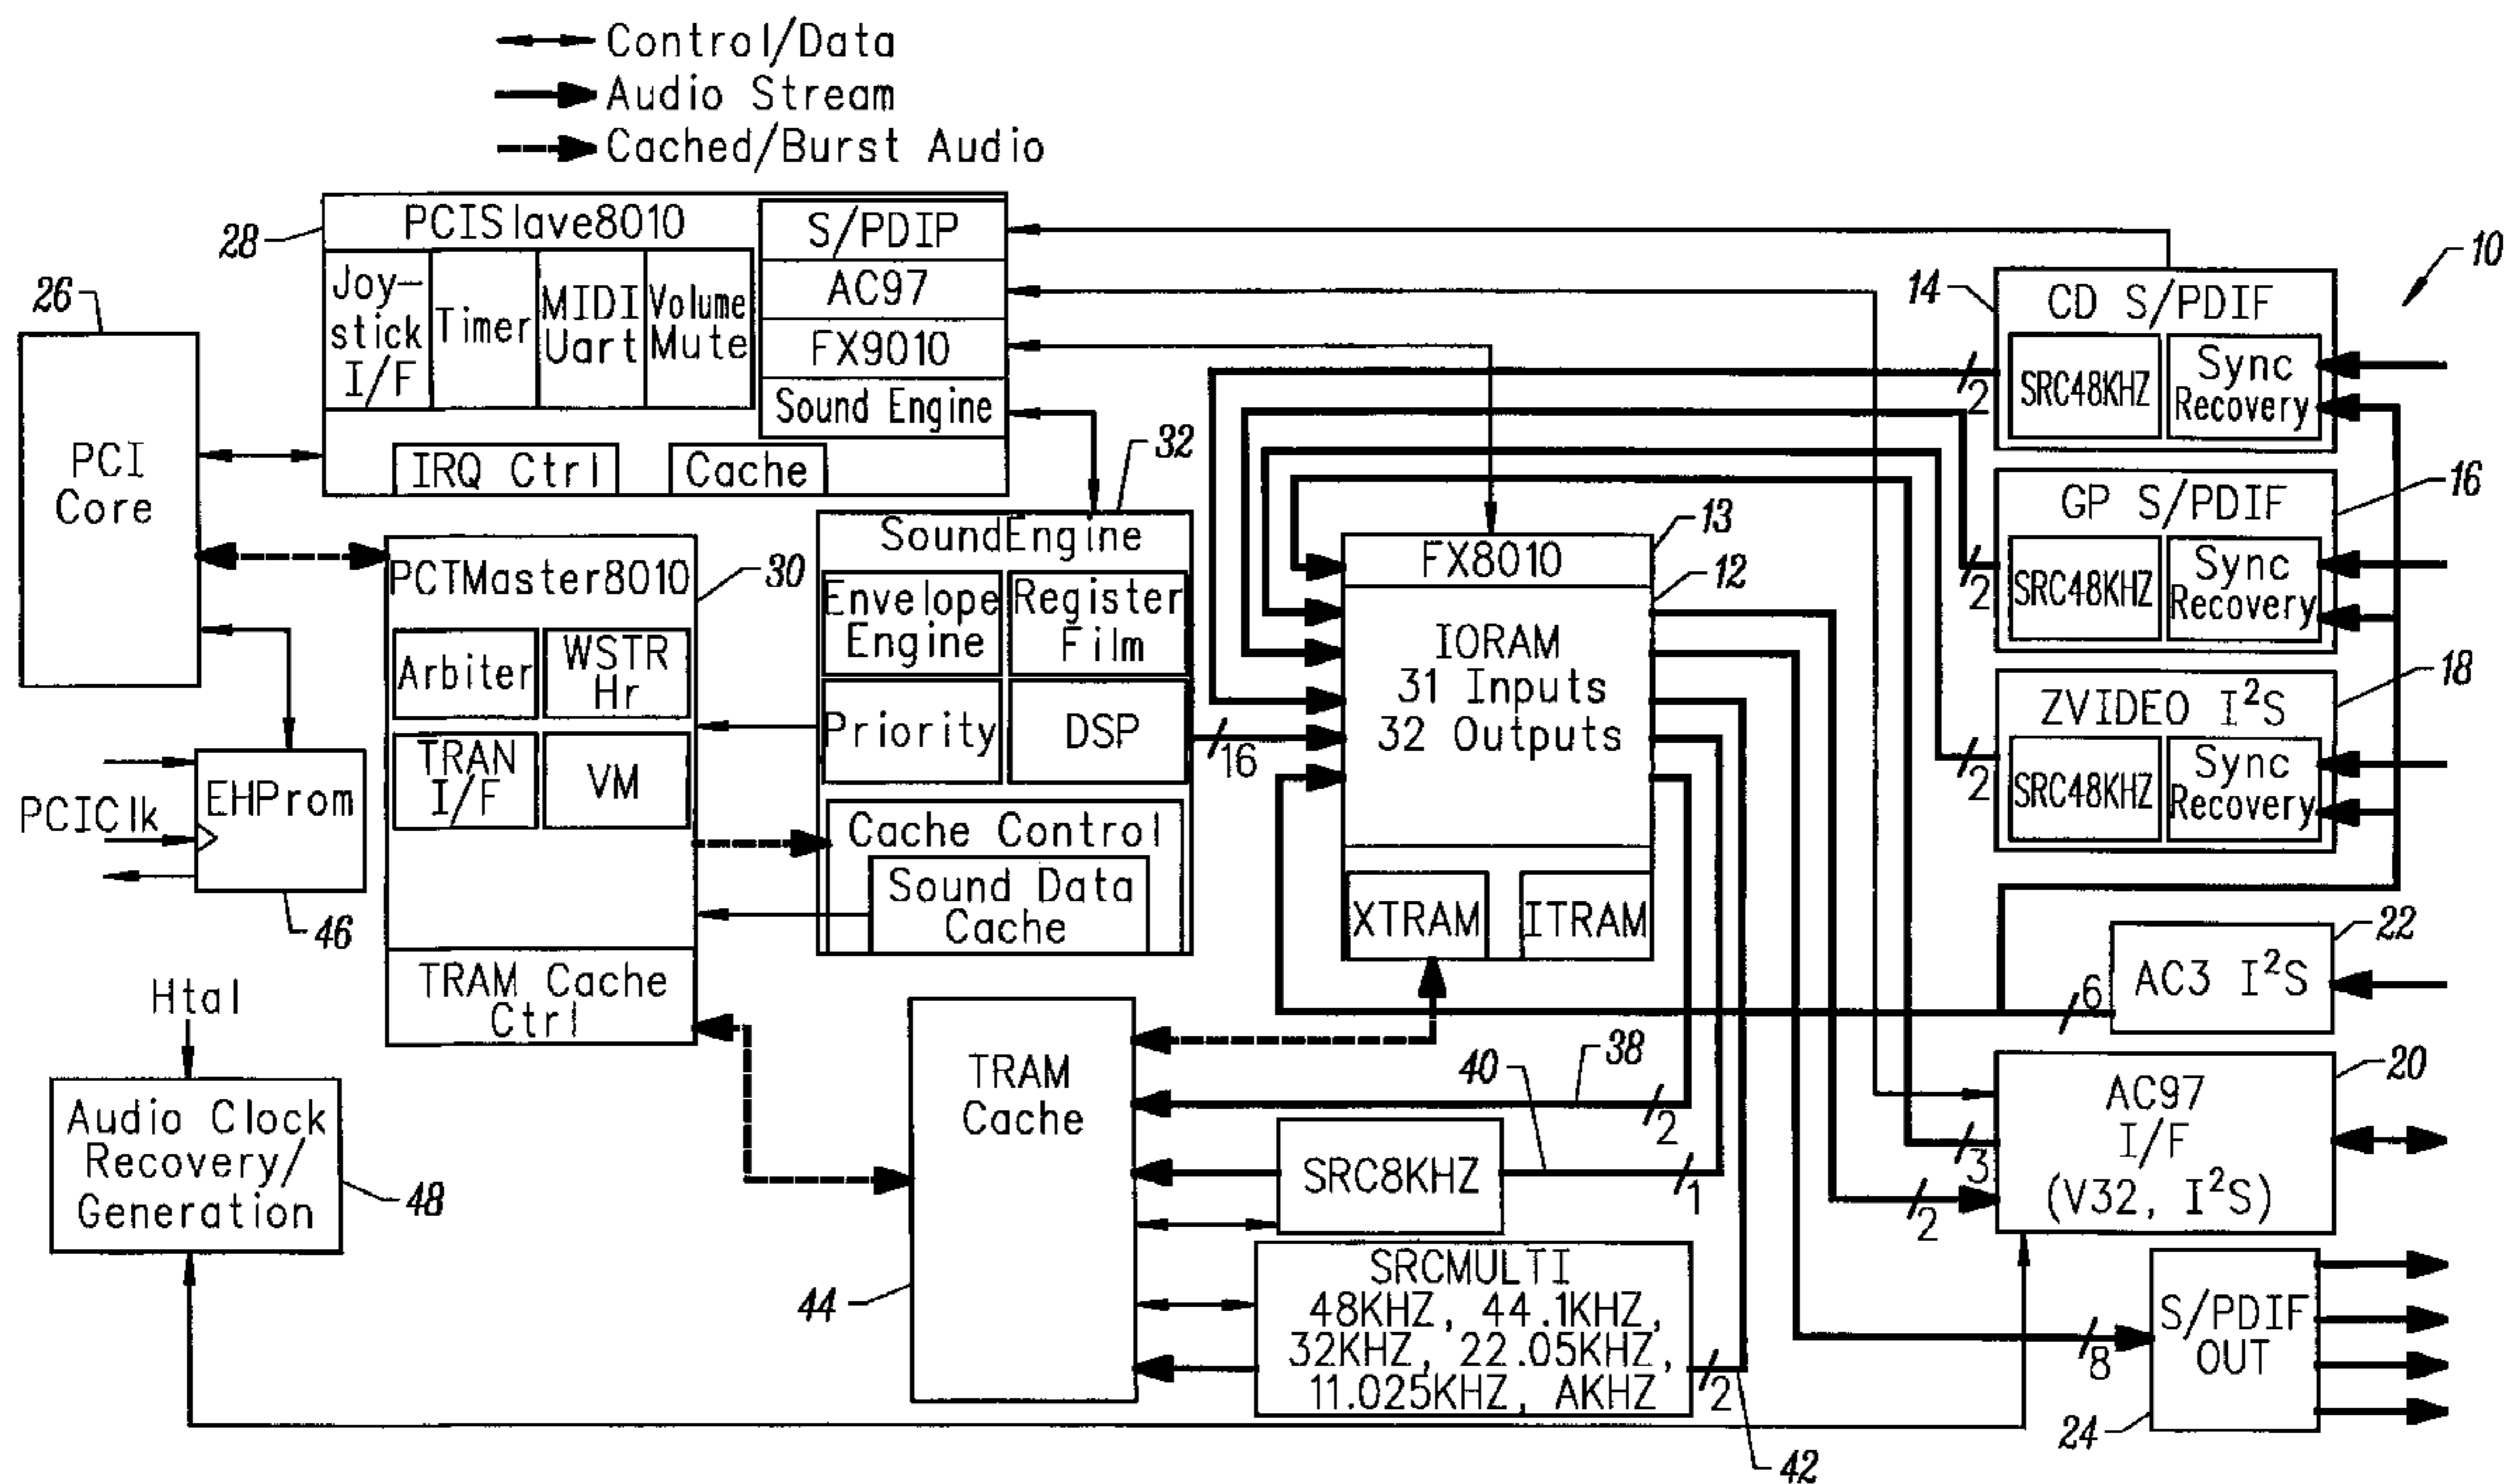 Control/Data
Audio Stream
Cached/Burst Audio
28
PCISlave8010
Joy-
stick
I/F
Timer
MIDI
Uart
Volume
Mute
S/PDIP
AC97
FX9010
Sound Engine
IRQ Ctrl
Cache
26
PCI
Core
PCIClk
EHProm
46
Htal
Audio Clock
Recovery/
Generation
48
PCTMaster8010
30
Arbiter
WSTR
Hr
TRAN
I/F
VM
TRAM Cache
Ctrl
32
SoundEngine
Envelope
Engine
Register
Film
Priority
DSP
16
Cache Control
Sound Data
Cache
13
FX8010
12
IORAM
31 Inputs
32 Outputs
XTRAM
ITRAM
TRAM
Cache
44
38
2
40
SRC8KHZ
1
SRCMULTI
48KHZ, 44.1KHZ,
32KHZ, 22.05KHZ,
11.025KHZ, AKHZ
2
42
10
14
CD S/PDIF
SRC48KHZ
Sync
Recovery
2
16
GP S/PDIF
SRC48KHZ
Sync
Recovery
2
18
ZVIDEO I²S
SRC48KHZ
Sync
Recovery
2
22
AC3 I²S
6
20
AC97
I/F
(V32, I²S)
3
2
S/PDIF
OUT
8
24